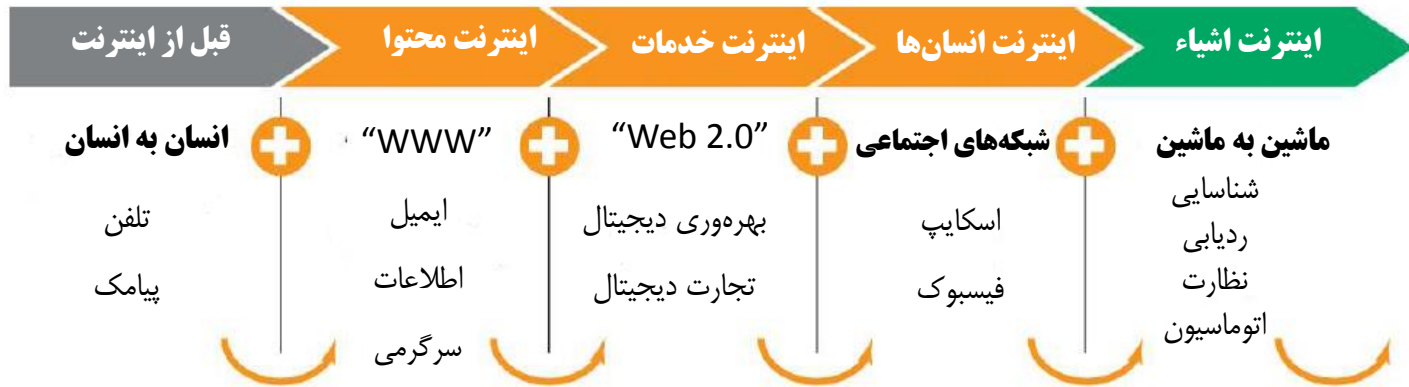 قبل از اینترنت
اینترنت محتوا
اینترنت خدمات
اینترنت انسان‌ها
اینترنت اشیاء
انسان به انسان
تلفن
پیامک
“WWW”
ایمیل
اطلاعات
سرگرمی
“Web 2.0”
بهره‌وری دیجیتال
تجارت دیجیتال
شبکه‌های اجتماعی
اسکایپ
فیسبوک
ماشین به ماشین
شناسایی
ردیابی
نظارت
اتوماسیون